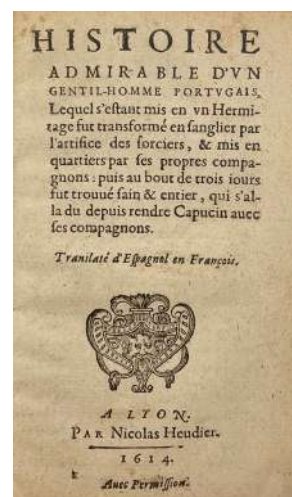 HISTOIRE
ADMIRABLE D'VN
GENTIL-HOMME PORTVGAIS,
Lequel s'eſtant mis en vn Hermi-
tage fut transformé en ſanglier par
l'artifice des ſorciers, & mis en
quartiers par ſes propres compa-
gnons: puis au bout de trois iours
fut trouué ſain & entier, qui s'al-
la du depuis rendre Capucin auec
ſes compagnons.
Tranſlaté d'Eſpagnol en François.
A LYON.
PAR Nicolas Heudier.
1614.
Auec Permiſſion.